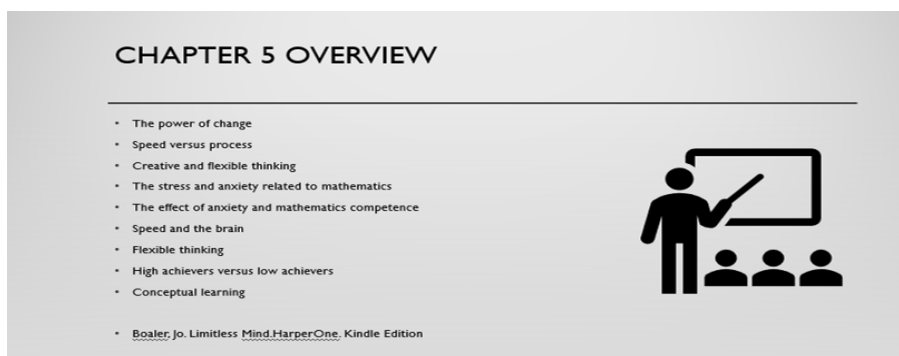 CHAPTER 5 OVERVIEW
• The power of change
• Speed versus process
• Creative and flexible thinking
• The stress and anxiety related to mathematics
• The effect of anxiety and mathematics competence
• Speed and the brain
• Flexible thinking
• High achievers versus low achievers
• Conceptual learning
• Boaler, Jo. Limitless Mind.HarperOne. Kindle Edition